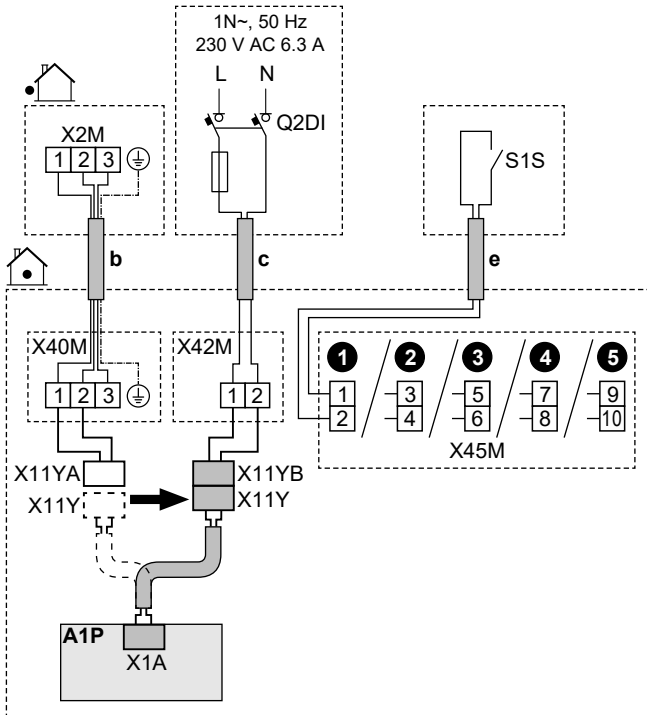 1N~, 50 Hz
230 V AC 6.3 A
L N
Q2DI
X2M
1 2 3
S1S
b
c
e
X40M
1 2 3
X42M
1 2
1 2 3 4 5
1 3 5 7 9
2 4 6 8 10
X45M
X11YA
X11YB
X11Y
X11Y
A1P
X1A